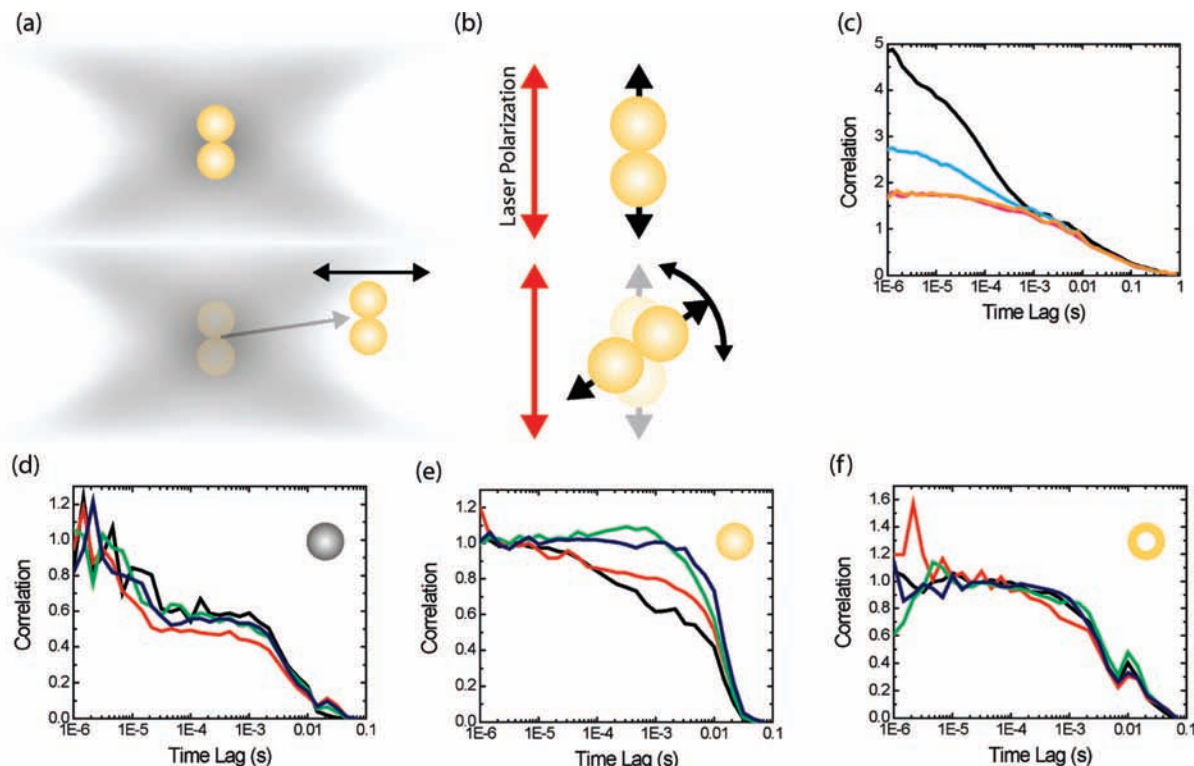 (a)
(b)
(c)
Laser Polarization
Correlation
5
4
3
2
1
0
1E-6 1E-5 1E-4 1E-3 0.01 0.1 1
Time Lag (s)
(d)
Correlation
1.2
1.0
0.8
0.6
0.4
0.2
0.0
1E-6 1E-5 1E-4 1E-3 0.01 0.1
Time Lag (s)
(e)
Correlation
1.2
1.0
0.8
0.6
0.4
0.2
0.0
1E-6 1E-5 1E-4 1E-3 0.01 0.1
Time Lag (s)
(f)
Correlation
1.6
1.4
1.2
1.0
0.8
0.6
0.4
0.2
0.0
1E-6 1E-5 1E-4 1E-3 0.01 0.1
Time Lag (s)